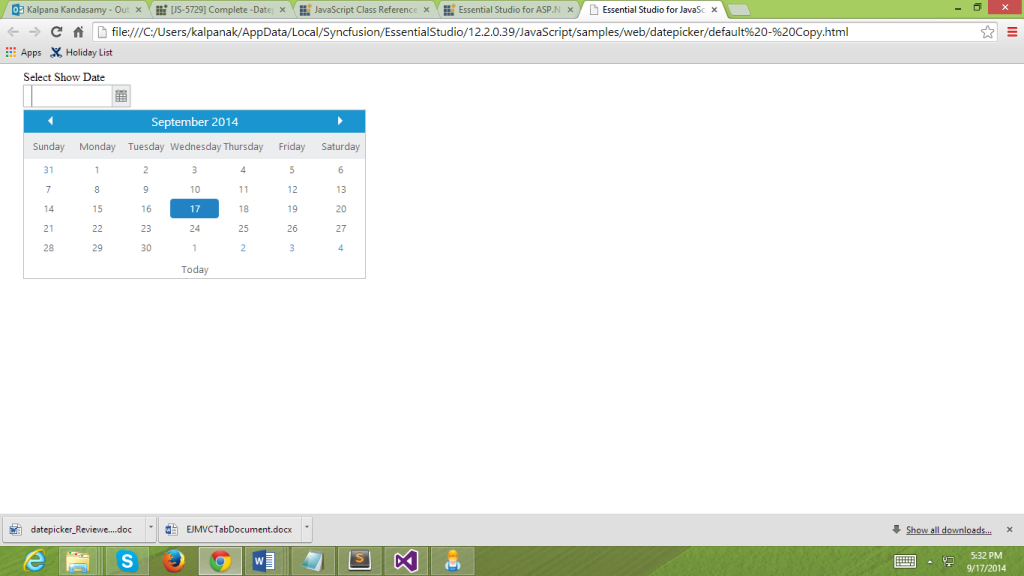 Kalpana Kandasamy - Out
[JS-5729] Complete -Date
JavaScript Class Reference
Essential Studio for ASP.N
Essential Studio for JavaSc
file:///C:/Users/kalpanak/AppData/Local/Syncfusion/EssentialStudio/12.2.0.39/JavaScript/samples/web/datepicker/default%20-%20Copy.html
Apps Holiday List
Select Show Date
September 2014
Sunday Monday Tuesday Wednesday Thursday Friday Saturday
31 1 2 3 4 5 6
7 8 9 10 11 12 13
14 15 16 17 18 19 20
21 22 23 24 25 26 27
28 29 30 1 2 3 4
Today
datepicker_Reviewe....doc EJMVCTabDocument.docx Show all downloads...
5:32 PM
9/17/2014